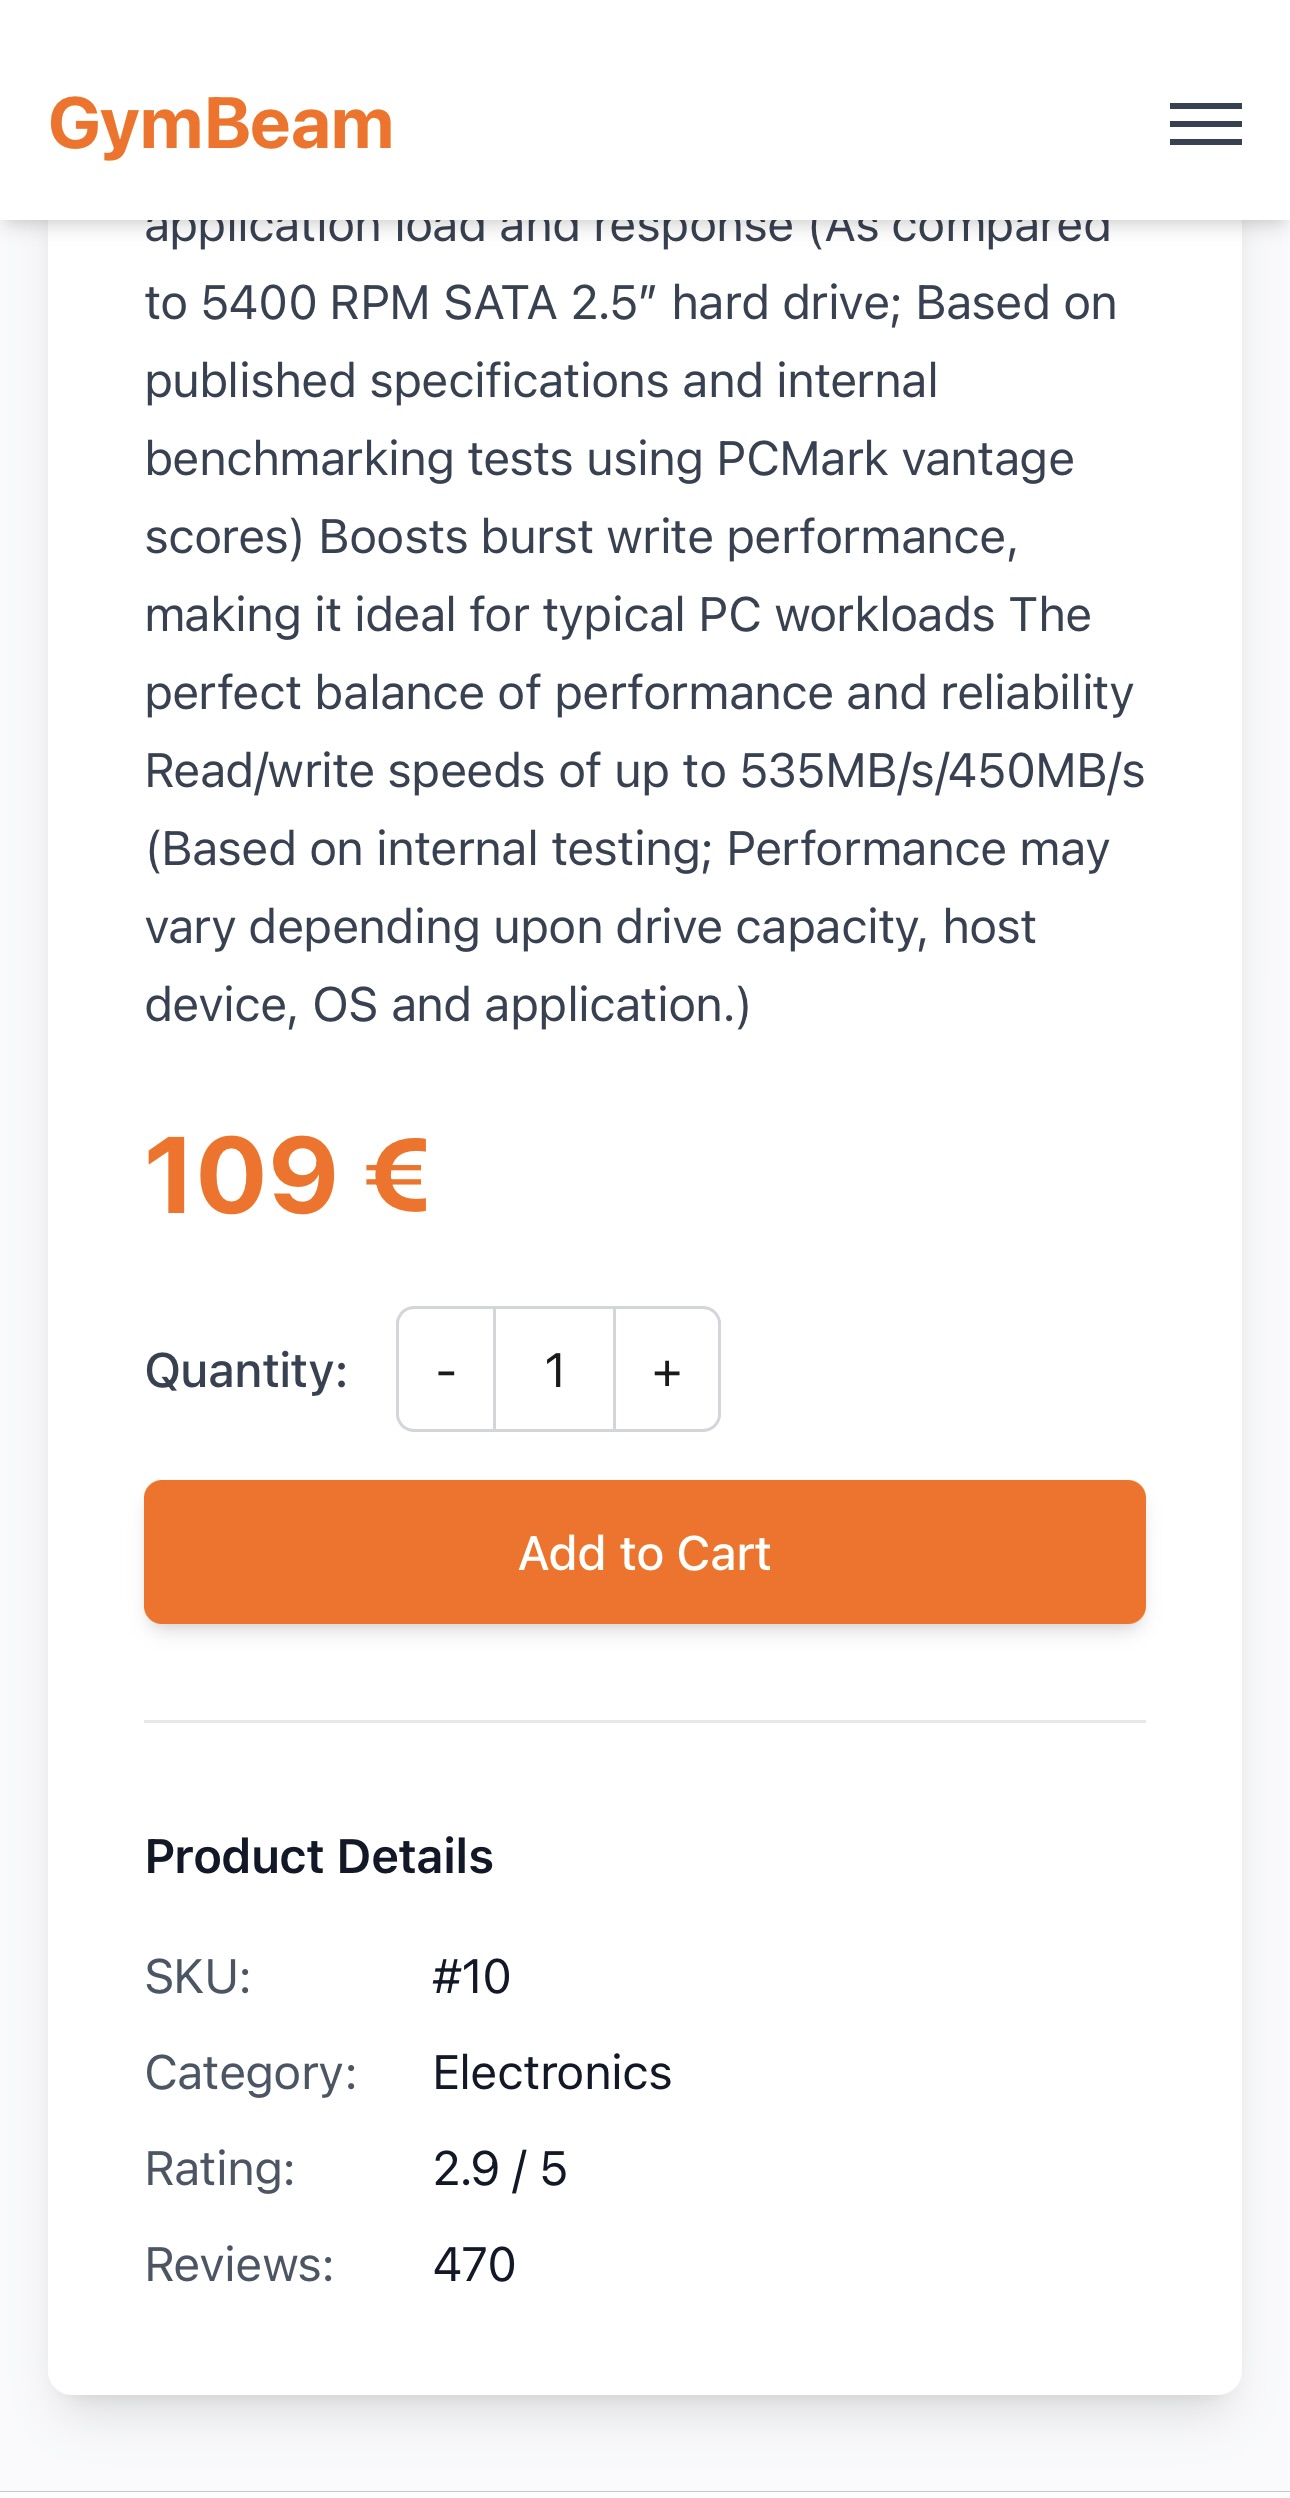 GymBeam
application load and response (As compared
to 5400 RPM SATA 2.5” hard drive; Based on
published specifications and internal
benchmarking tests using PCMark vantage
scores) Boosts burst write performance,
making it ideal for typical PC workloads The
perfect balance of performance and reliability
Read/write speeds of up to 535MB/s/450MB/s
(Based on internal testing; Performance may
vary depending upon drive capacity, host
device, OS and application.)
109 €
Quantity: - 1 +
Add to Cart
Product Details
SKU: #10
Category: Electronics
Rating: 2.9 / 5
Reviews: 470